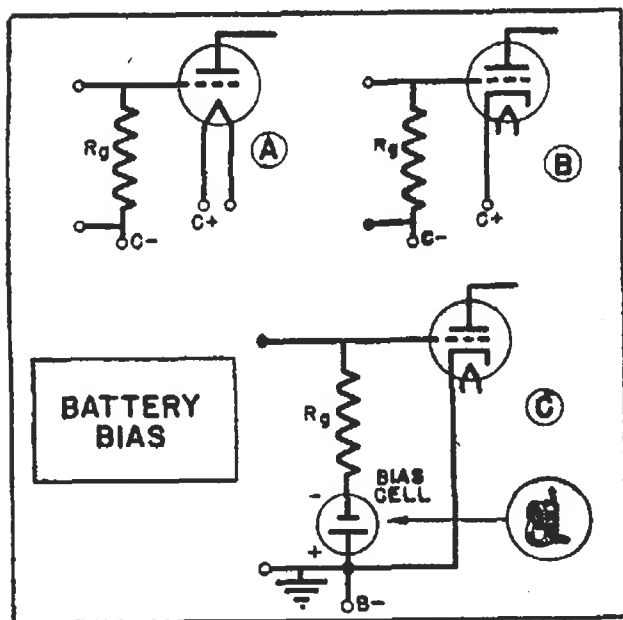 Rg
A
C+
C-
Rg
B
C+
C-
BATTERY
BIAS
Rg
C
BIAS
CELL
-
+
B-